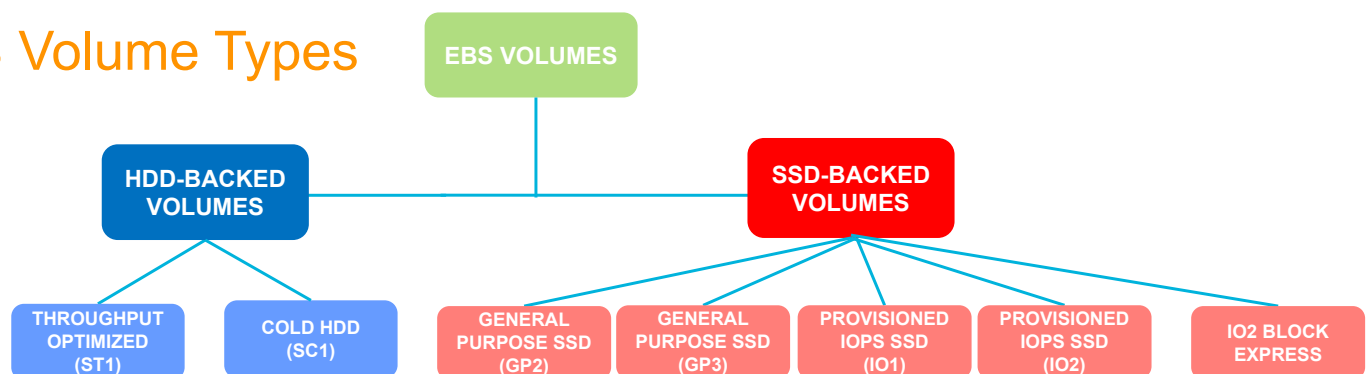 Volume Types
EBS VOLUMES
HDD-BACKED
VOLUMES
SSD-BACKED
VOLUMES
THROUGHPUT
OPTIMIZED
(ST1)
COLD HDD
(SC1)
GENERAL
PURPOSE SSD
(GP2)
GENERAL
PURPOSE SSD
(GP3)
PROVISIONED
IOPS SSD
(IO1)
PROVISIONED
IOPS SSD
(IO2)
IO2 BLOCK
EXPRESS